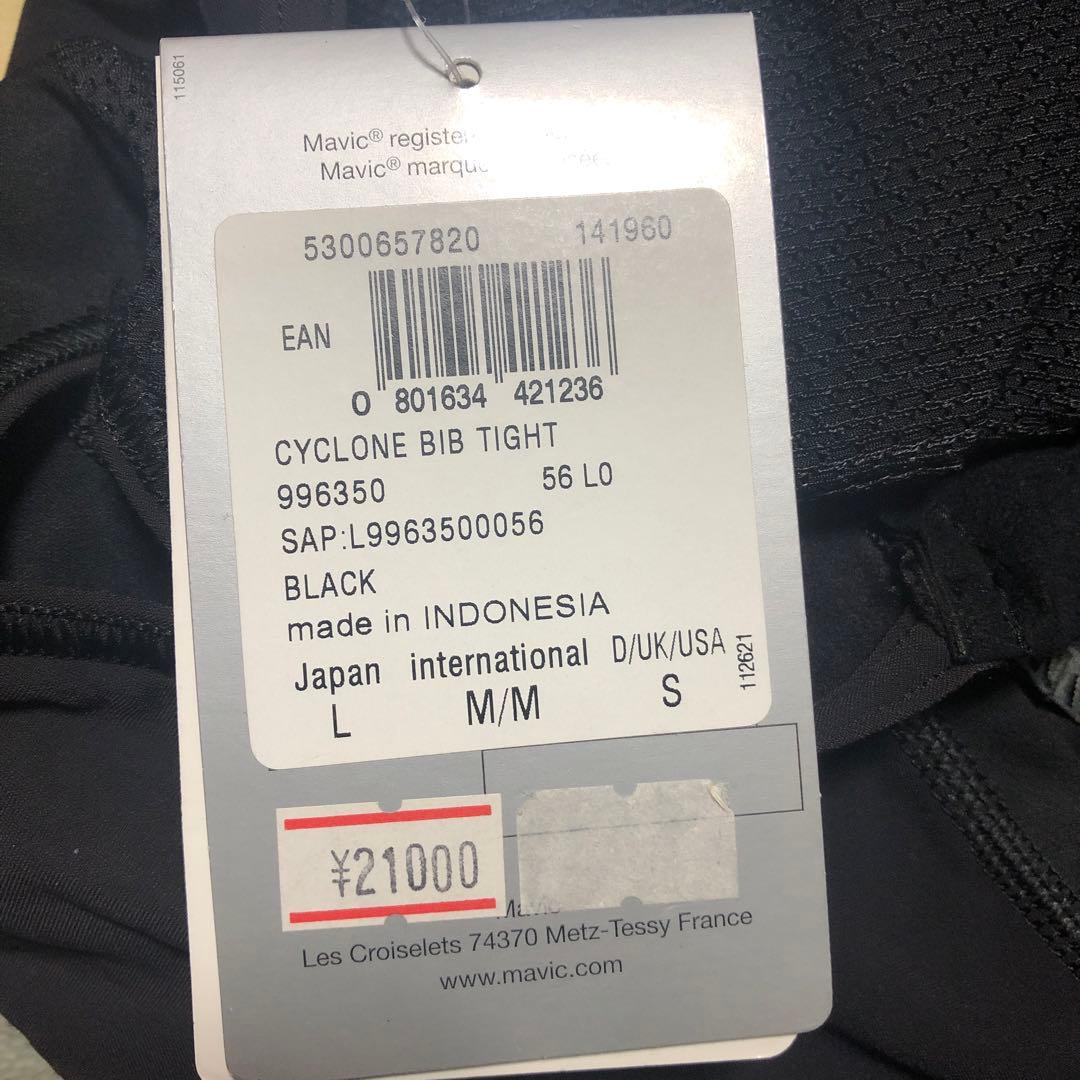 115061
Mavic® registe
Mavic® marqu
5300657820 141960
EAN
0 801634 421236
CYCLONE BIB TIGHT
996350 56 L0
SAP:L9963500056
BLACK
made in INDONESIA
Japan international D/UK/USA
L M/M S
112621
¥21000
Les Croiselets 74370 Metz-Tessy France
www.mavic.com